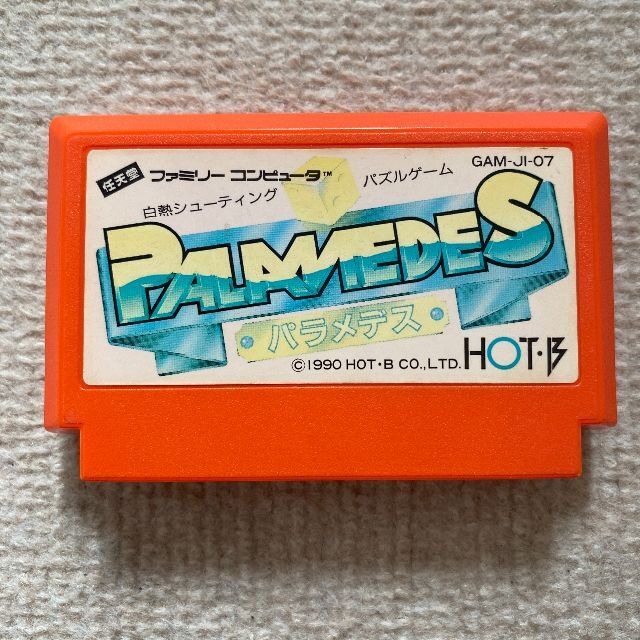 任天堂 ファミリー コンピュータ™ GAM-JI-07
白熱シューティング パズルゲーム
PALAMEDES
パラメデス
©1990 HOT・B CO.,LTD. HOT・B